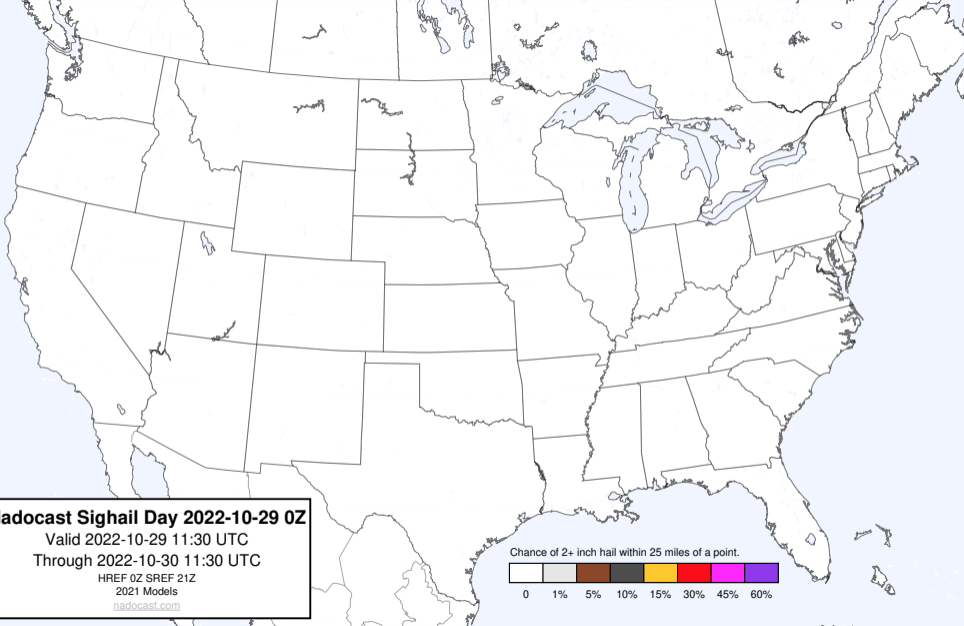 adocast Sighail Day 2022-10-29 0Z
Valid 2022-10-29 11:30 UTC
Through 2022-10-30 11:30 UTC
HREF 0Z SREF 21Z
2021 Models
nadocast.com
Chance of 2+ inch hail within 25 miles of a point.
0 1% 5% 10% 15% 30% 45% 60%